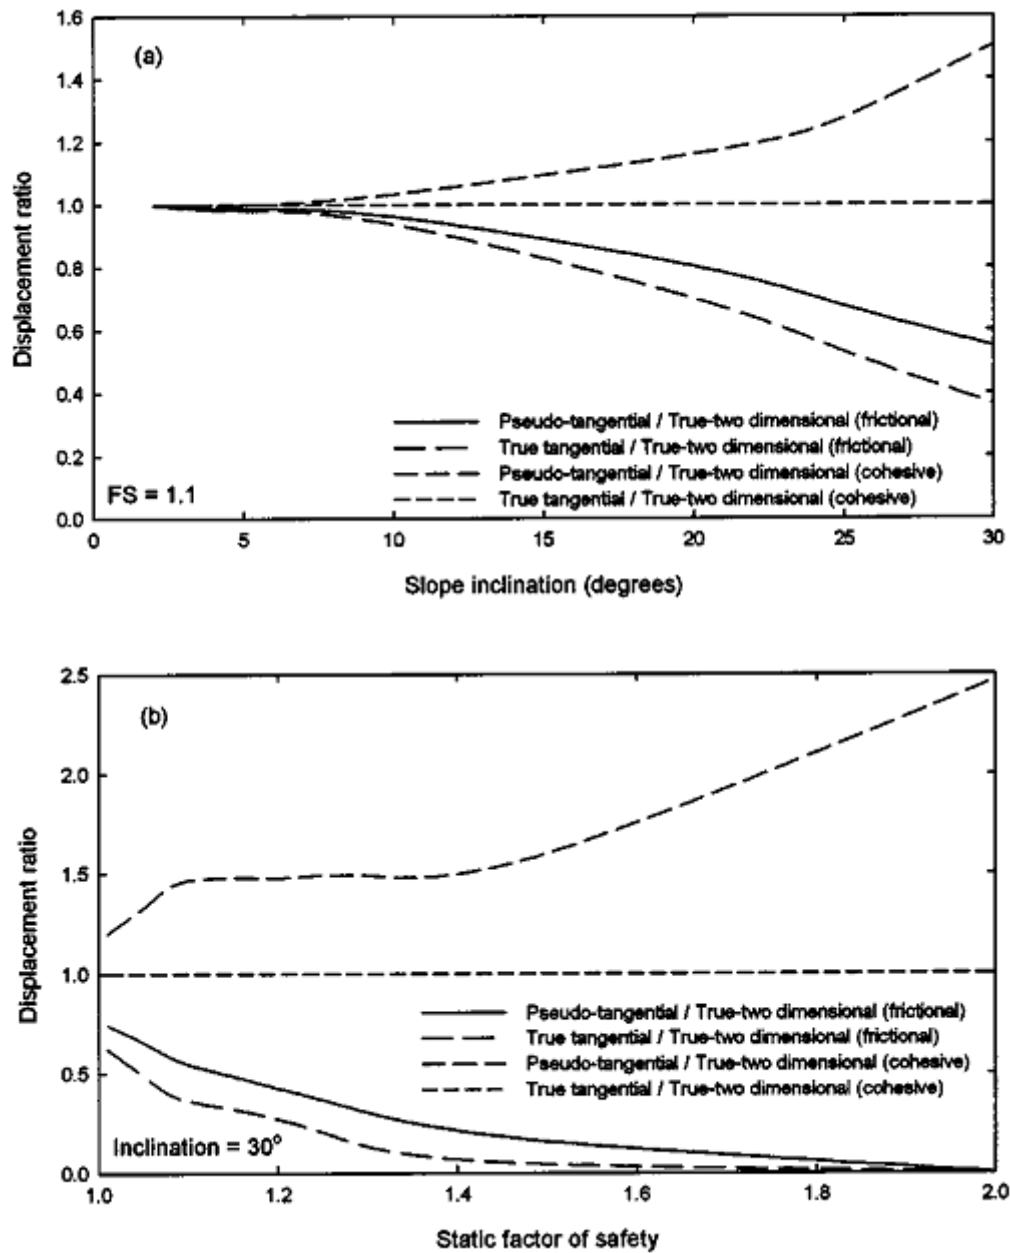 1.6
(a)
1.4
1.2
1.0
0.8
0.6
0.4
0.2
0.0
Displacement ratio
Pseudo-tangential / True-two dimensional (frictional)
True tangential / True-two dimensional (frictional)
Pseudo-tangential / True-two dimensional (cohesive)
True tangential / True-two dimensional (cohesive)
FS = 1.1
0 5 10 15 20 25 30
Slope inclination (degrees)
2.5
(b)
2.0
1.5
1.0
0.5
0.0
Displacement ratio
Pseudo-tangential / True-two dimensional (frictional)
True tangential / True-two dimensional (frictional)
Pseudo-tangential / True-two dimensional (cohesive)
True tangential / True-two dimensional (cohesive)
Inclination = 30°
1.0 1.2 1.4 1.6 1.8 2.0
Static factor of safety